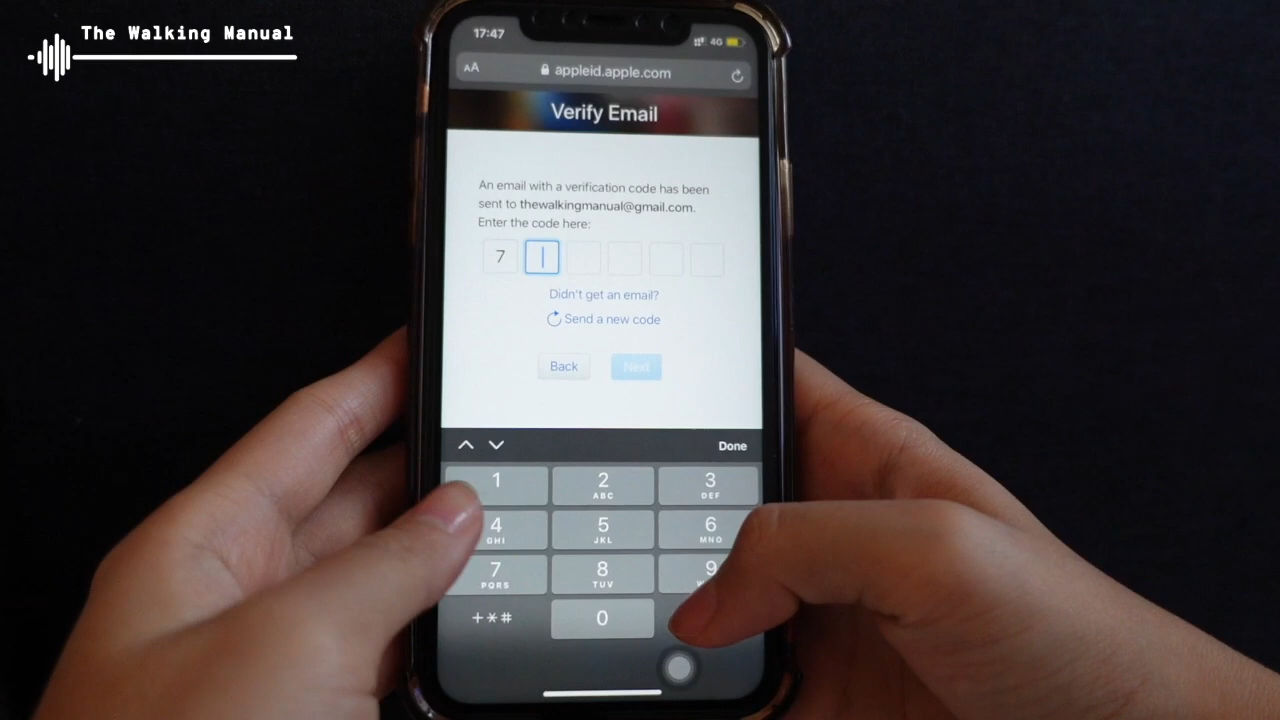 The Walking Manual
17:47
4G
AA
appleid.apple.com
Verify Email
An email with a verification code has been
sent to thewalkingmanual@gmail.com.
Enter the code here:
7
Didn't get an email?
Send a new code
Back
Next
Done
1
2
ABC
3
DEF
4
GHI
5
JKL
6
MNO
7
PQRS
8
TUV
9
+*#
0